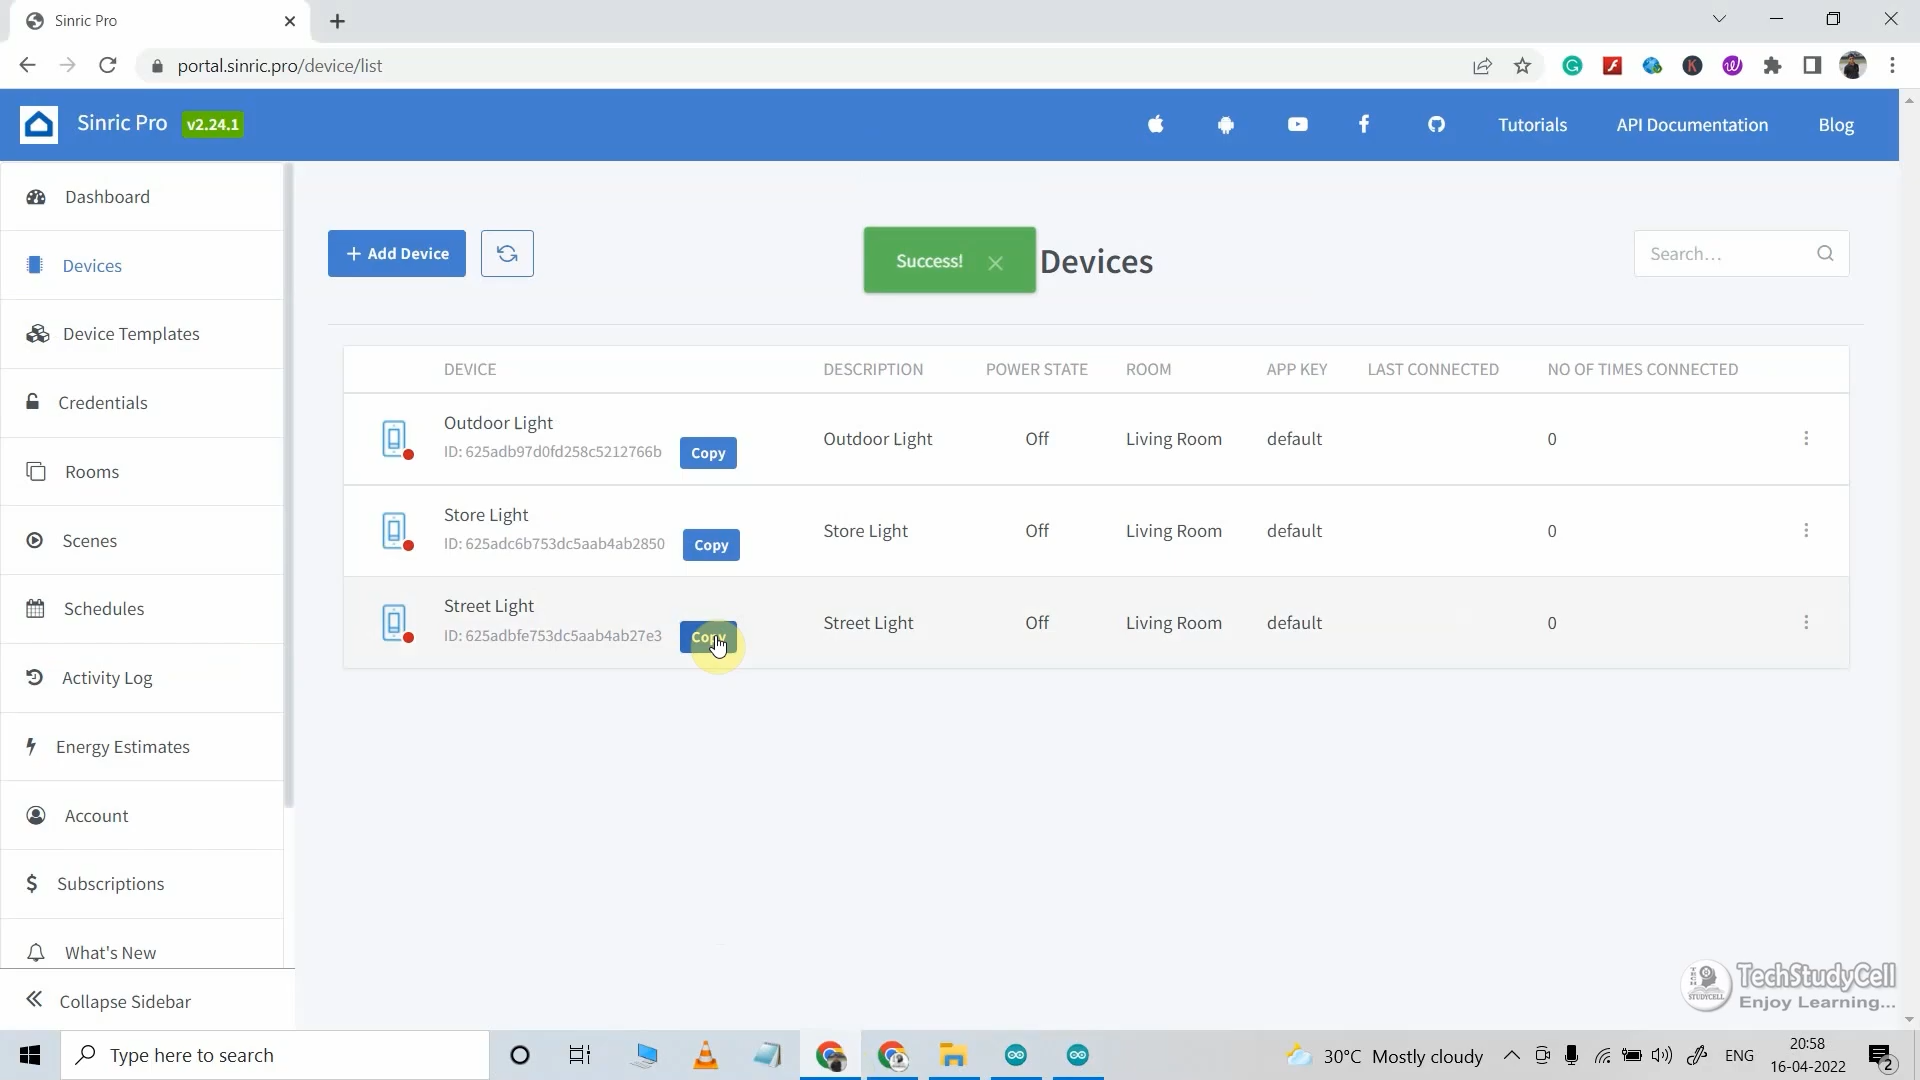 Sinric Pro
portal.sinric.pro/device/list
Sinric Pro v2.24.1
Tutorials API Documentation Blog
Dashboard
Devices
Device Templates
Credentials
Rooms
Scenes
Schedules
Activity Log
Energy Estimates
Account
Subscriptions
What's New
Collapse Sidebar
+ Add Device
Success!
Devices
Search...
DEVICE DESCRIPTION POWER STATE ROOM APP KEY LAST CONNECTED NO OF TIMES CONNECTED
Outdoor Light
ID: 625adb97d0fd258c5212766b Copy
Outdoor Light Off Living Room default 0
Store Light
ID: 625adc6b753dc5aab4ab2850 Copy
Store Light Off Living Room default 0
Street Light
ID: 625adbfe753dc5aab4ab27e3 Copy
Street Light Off Living Room default 0
TechStudyCell
Enjoy Learning...
Type here to search
30°C Mostly cloudy
ENG
20:58
16-04-2022
2